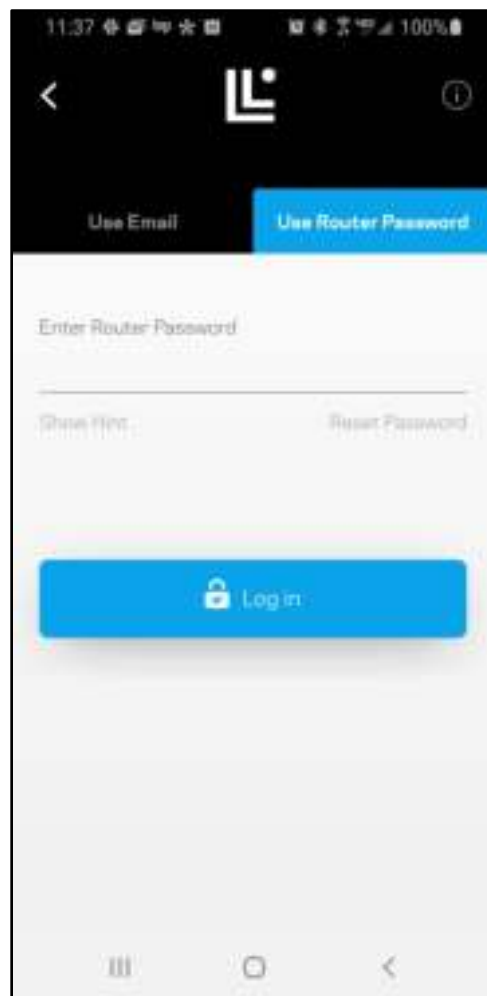 11:37 100%
Use Email Use Router Password
Enter Router Password
Show Hint Reset Password
Log in